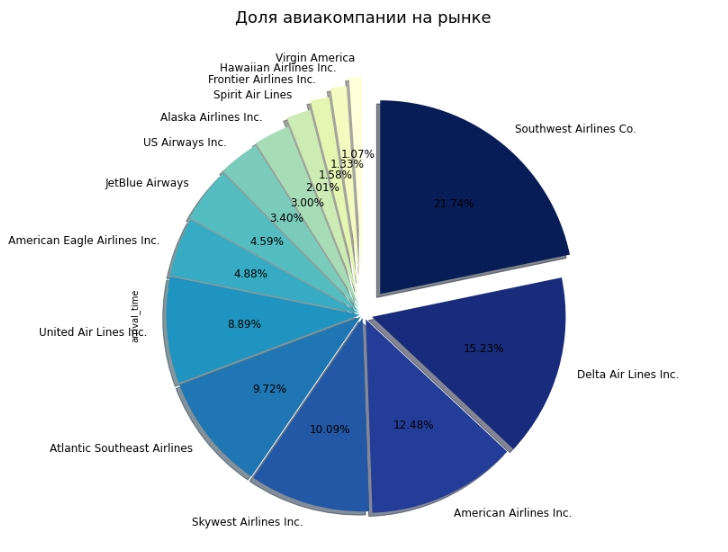 Доля авиакомпании на рынке
Virgin America
Hawaiian Airlines Inc.
Frontier Airlines Inc.
Spirit Air Lines
Alaska Airlines Inc.
US Airways Inc.
JetBlue Airways
American Eagle Airlines Inc.
United Air Lines Inc.
Atlantic Southeast Airlines
Skywest Airlines Inc.
American Airlines Inc.
Delta Air Lines Inc.
Southwest Airlines Co.
arrival_time
1.07%
1.33%
1.58%
2.01%
3.00%
3.40%
4.59%
4.88%
8.89%
9.72%
10.09%
12.48%
15.23%
21.74%